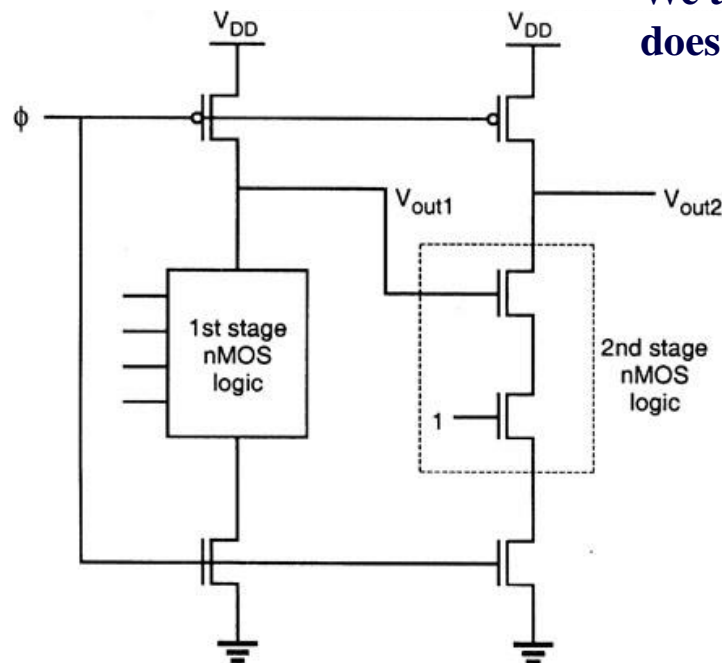 We
does
V_DD
V_DD
ϕ
V_out1
V_out2
1st stage
nMOS
logic
2nd stage
nMOS
logic
1